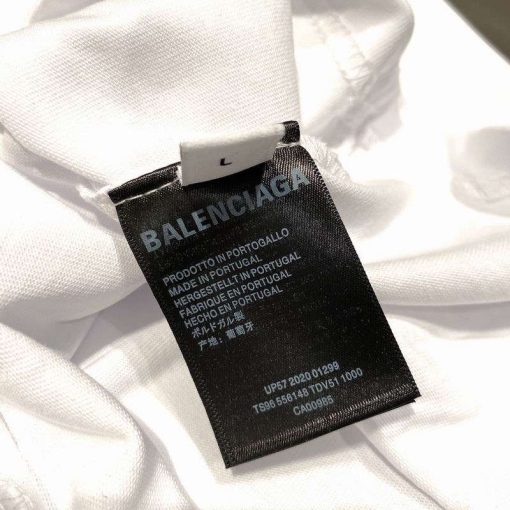 L
BALENCIAGA
PRODOTTO IN PORTOGALLO
MADE IN PORTUGAL
HERGESTELLT IN PORTUGAL
FABRIQUE EN PORTUGAL
HECHO EN PORTUGAL
ポルトガル製
产地：葡萄牙
UP57 2020 01299
TS96 556148 TDV51 1000
CA00985